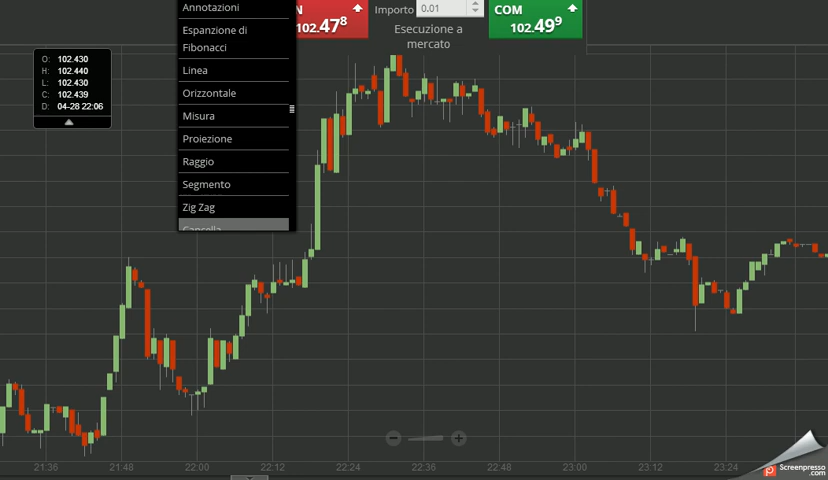 Annotazioni
Espansione di
Fibonacci
Linea
Orizzontale
Misura
Proiezione
Raggio
Segmento
Zig Zag
Cancella
N
102.47⁸
Importo 0.01
Esecuzione a
mercato
COM
102.49⁹
O: 102.430
H: 102.440
L: 102.430
C: 102.439
D: 04-28 22:06
21:36 21:48 22:00 22:12 22:24 22:36 22:48 23:00 23:12 23:24
Screenpresso
.com